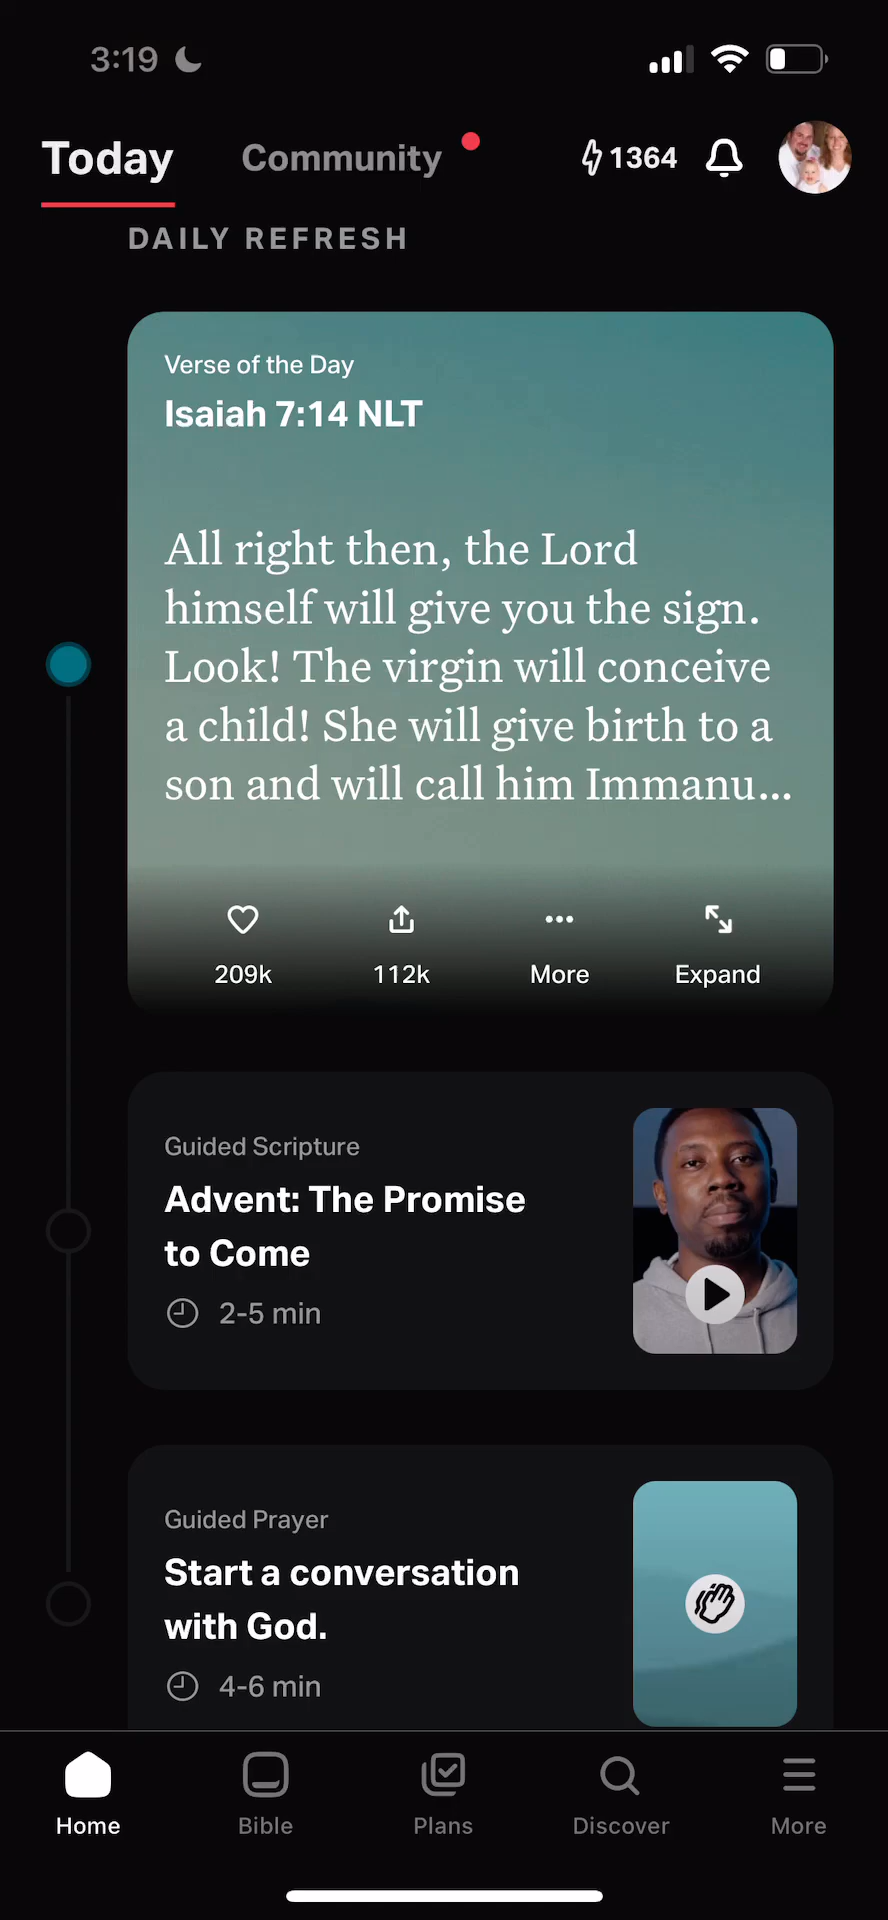 3:19
Today Community 1364
DAILY REFRESH
Verse of the Day
Isaiah 7:14 NLT
All right then, the Lord
himself will give you the sign.
Look! The virgin will conceive
a child! She will give birth to a
son and will call him Immanu...
209k 112k More Expand
Guided Scripture
Advent: The Promise
to Come
2-5 min
Guided Prayer
Start a conversation
with God.
4-6 min
Home Bible Plans Discover More